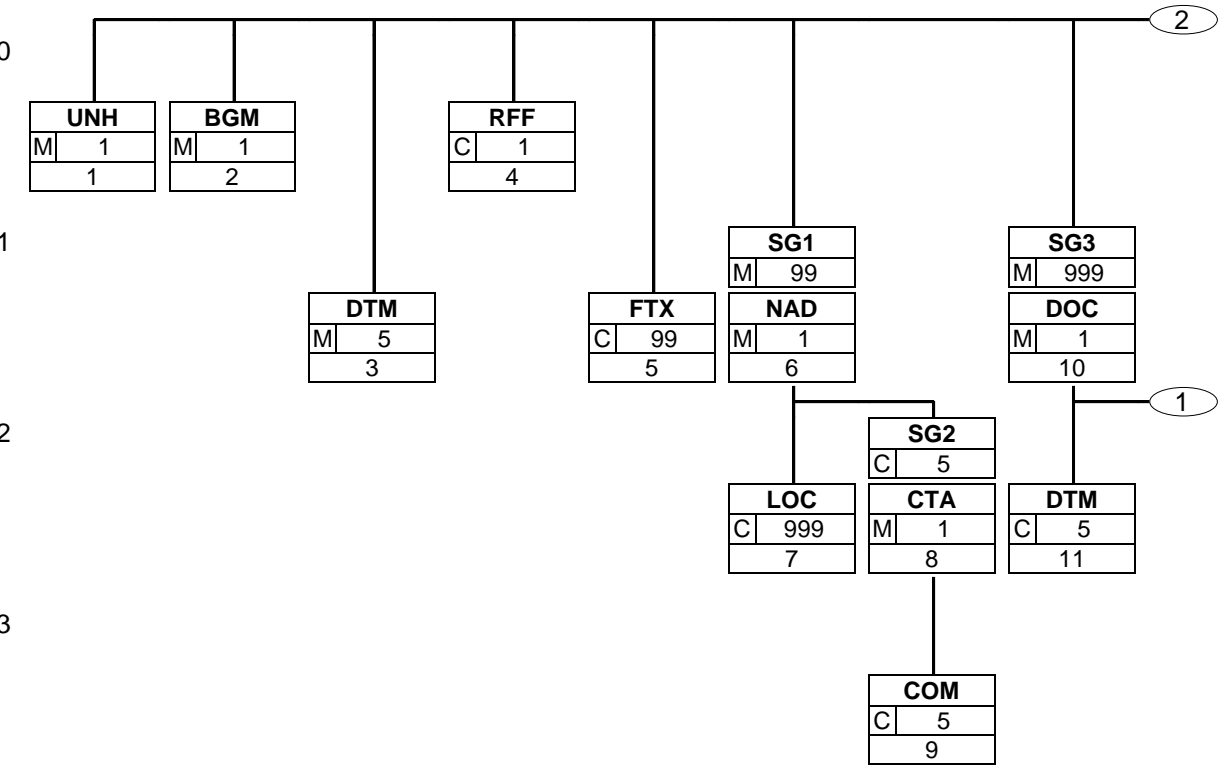 2
0
UNH BGM RFF
M 1 M 1 C 1
1 2 4
1
SG1 SG3
M 99 M 999
DTM FTX NAD DOC
M 5 C 99 M 1 M 1
3 5 6 10
1
2
SG2
C 5
LOC CTA DTM
C 999 M 1 C 5
7 8 11
3
COM
C 5
9